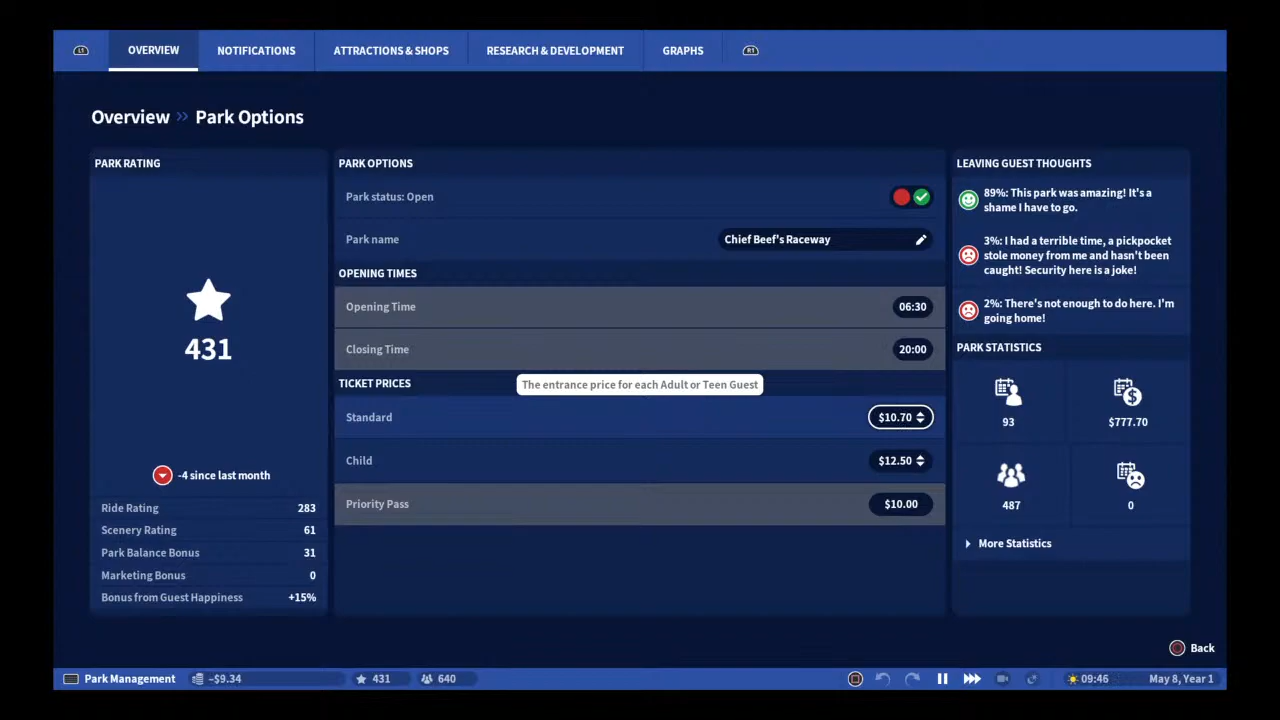 L1
OVERVIEW
NOTIFICATIONS
ATTRACTIONS & SHOPS
RESEARCH & DEVELOPMENT
GRAPHS
R1
Overview » Park Options
PARK RATING
431
-4 since last month
Ride Rating 283
Scenery Rating 61
Park Balance Bonus 31
Marketing Bonus 0
Bonus from Guest Happiness +15%
PARK OPTIONS
Park status: Open
Park name Chief Beef's Raceway
OPENING TIMES
Opening Time 06:30
Closing Time 20:00
TICKET PRICES
The entrance price for each Adult or Teen Guest
Standard $10.70
Child $12.50
Priority Pass $10.00
LEAVING GUEST THOUGHTS
89%: This park was amazing! It's a
shame I have to go.
3%: I had a terrible time, a pickpocket
stole money from me and hasn't been
caught! Security here is a joke!
2%: There's not enough to do here. I'm
going home!
PARK STATISTICS
93
$777.70
487
0
More Statistics
Back
Park Management
-$9.34
431
640
09:46
May 8, Year 1